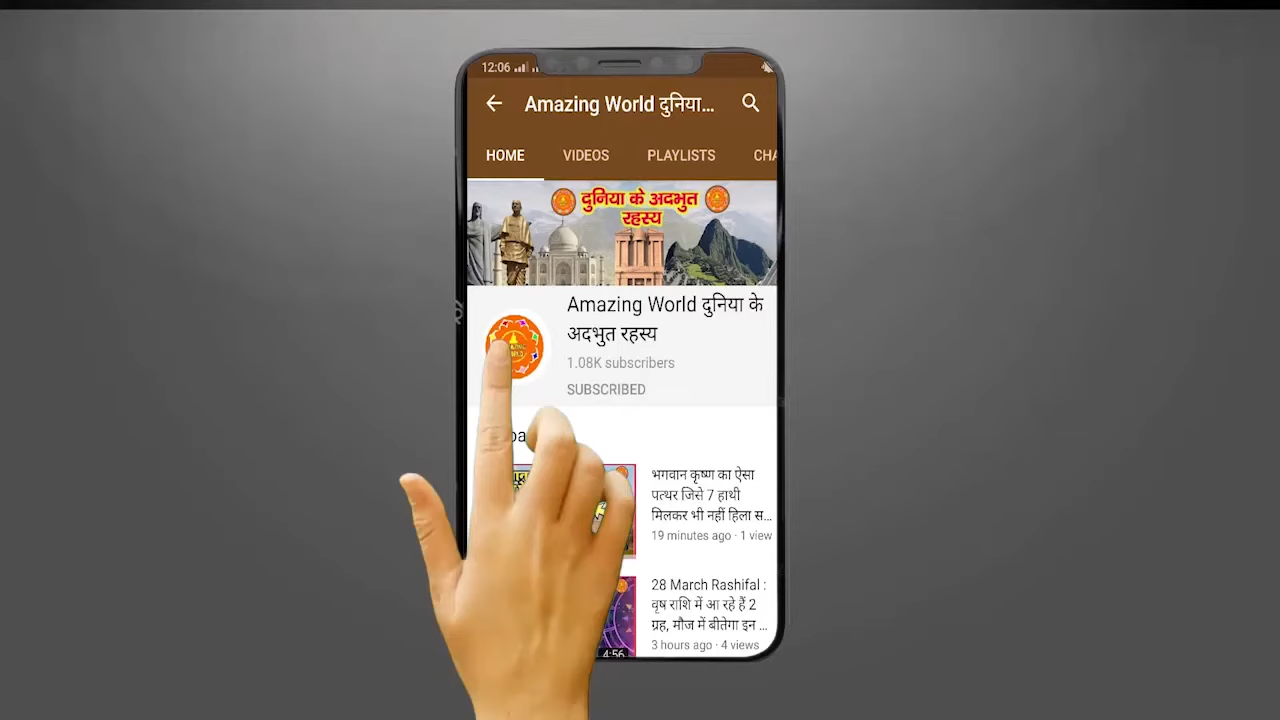 12:06
Amazing World दुनिया...
HOME VIDEOS PLAYLISTS CHA
दुनिया के अदभुत
रहस्य
Amazing World दुनिया के
अदभुत रहस्य
1.08K subscribers
SUBSCRIBED
भगवान कृष्ण का ऐसा
पत्थर जिसे 7 हाथी
मिलकर भी नहीं हिला स...
19 minutes ago · 1 view
28 March Rashifal :
वृष राशि में आ रहे हैं 2
ग्रह, मौज में बीतेगा इन ...
3 hours ago · 4 views
4:56